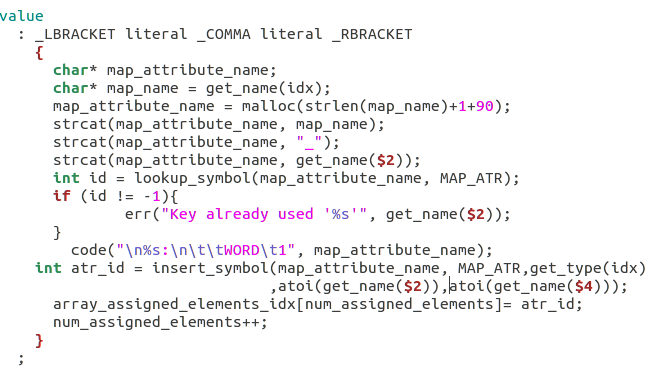 value
  : _LBRACKET literal _COMMA literal _RBRACKET
    {
      char* map_attribute_name;
      char* map_name = get_name(idx);
      map_attribute_name = malloc(strlen(map_name)+1+90);
      strcat(map_attribute_name, map_name);
      strcat(map_attribute_name, "_");
      strcat(map_attribute_name, get_name($2));
      int id = lookup_symbol(map_attribute_name, MAP_ATR);
      if (id != -1){
              err("Key already used '%s'", get_name($2));
      }
        code("\n%s:\n\t\tWORD\t1", map_attribute_name);
    int atr_id = insert_symbol(map_attribute_name, MAP_ATR,get_type(idx)
                              ,atoi(get_name($2)),atoi(get_name($4)));
      array_assigned_elements_idx[num_assigned_elements]= atr_id;
      num_assigned_elements++;
    }
  ;